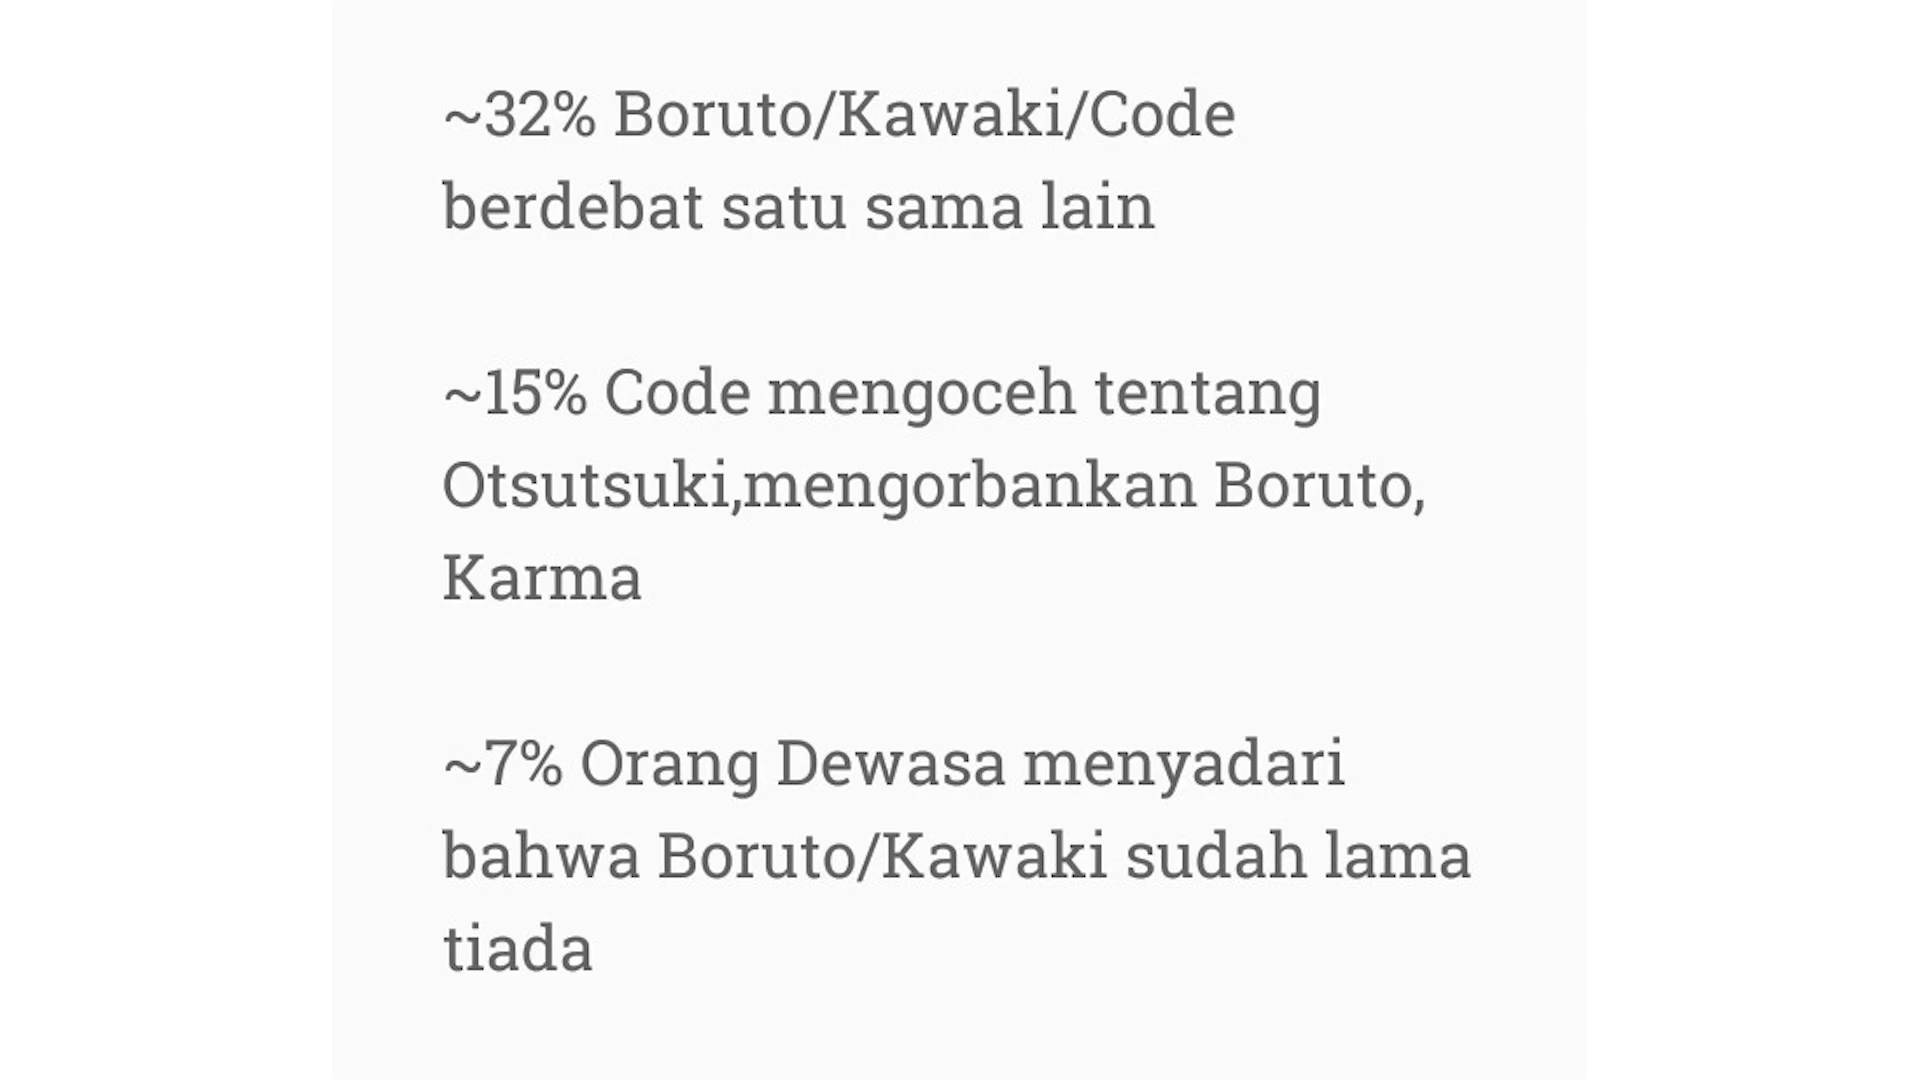 ~32% Boruto/Kawaki/Code
berdebat satu sama lain
~15% Code mengoceh tentang
Otsutsuki,mengorbankan Boruto,
Karma
~7% Orang Dewasa menyadari
bahwa Boruto/Kawaki sudah lama
tiada